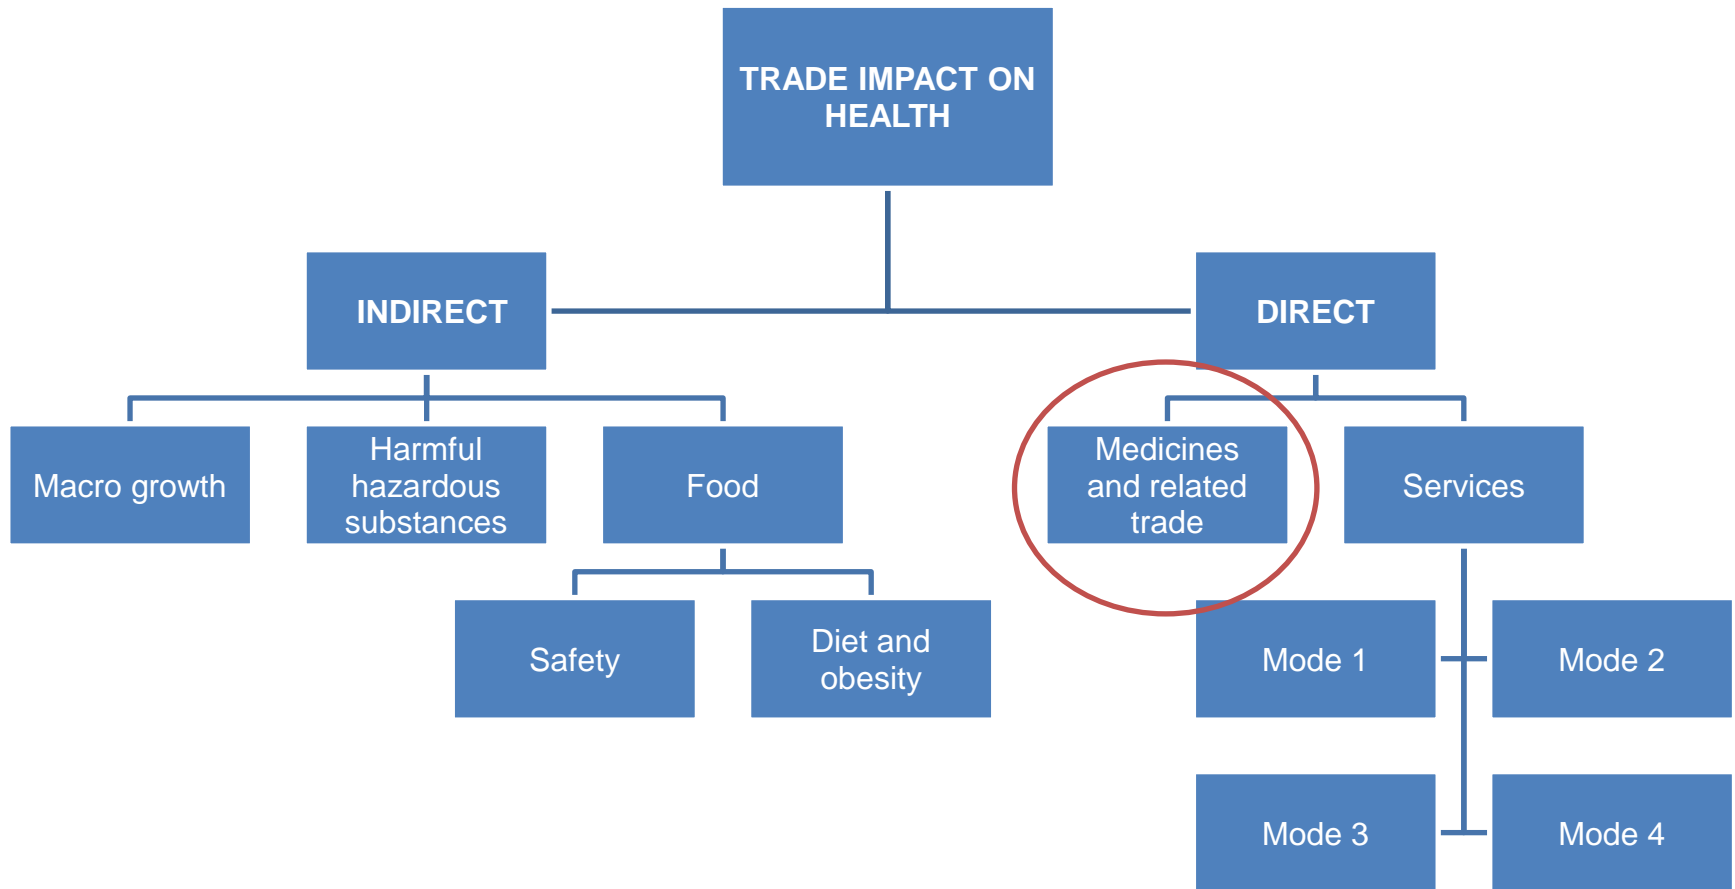 TRADE IMPACT ON
HEALTH
INDIRECT
DIRECT
Macro growth
Harmful
hazardous
substances
Food
Medicines
and related
trade
Services
Safety
Diet and
obesity
Mode 1
Mode 2
Mode 3
Mode 4